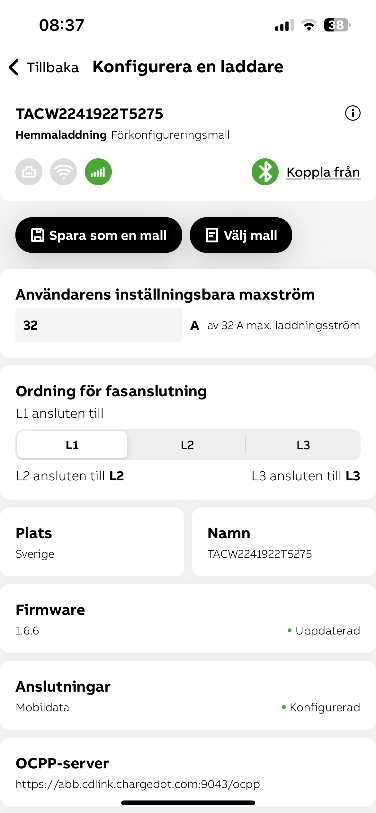 08:37
38
Tillbaka Konfigurera en laddare
TACW2241922T5275
Hemmaladdning Förkonfigureringsmall
Koppla från
Spara som en mall Välj mall
Användarens inställningsbara maxström
32 A av 32 A max. laddningsström
Ordning för fasanslutning
L1 ansluten till
L1 L2 L3
L2 ansluten till L2 L3 ansluten till L3
Plats Namn
Sverige TACW2241922T5275
Firmware
1.6.6 • Uppdaterad
Anslutningar
Mobildata • Konfigurerad
OCPP-server
https://abb.cdlink.chargedot.com:9043/ocpp